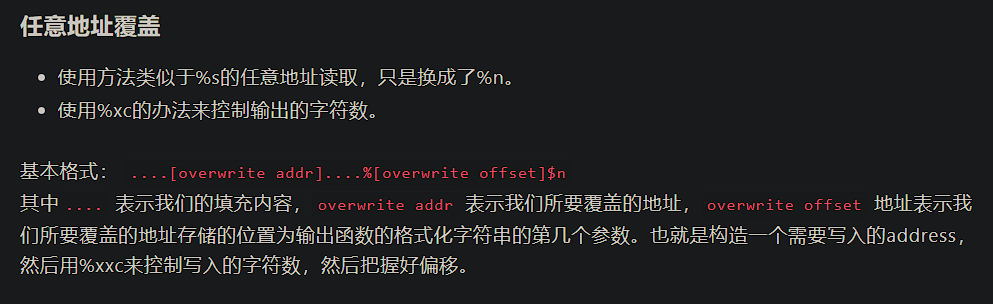 任意地址覆盖
使用方法类似于%s的任意地址读取，只是换成了%n。
使用%xc的办法来控制输出的字符数。
基本格式： ....[overwrite addr]....%[overwrite offset]$n
其中 .... 表示我们的填充内容， overwrite addr 表示我们所要覆盖的地址， overwrite offset 地址表示我
们所要覆盖的地址存储的位置为输出函数的格式化字符串的第几个参数。也就是构造一个需要写入的address，
然后用%xxc来控制写入的字符数，然后把握好偏移。